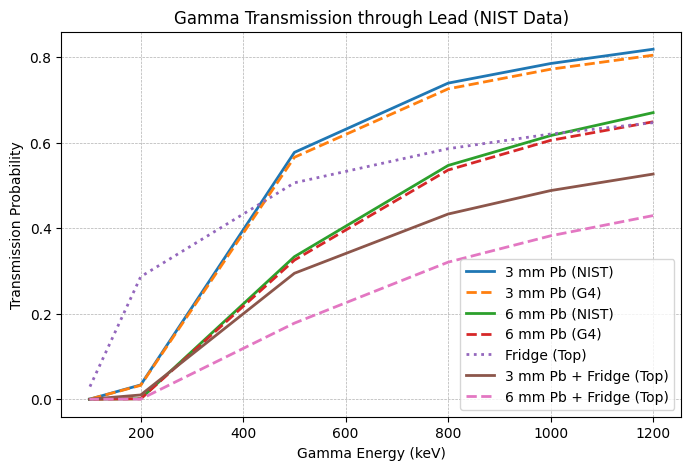 Gamma Transmission through Lead (NIST Data)
Transmission Probability
0.8
0.6
0.4
0.2
0.0
3 mm Pb (NIST)
3 mm Pb (G4)
6 mm Pb (NIST)
6 mm Pb (G4)
Fridge (Top)
3 mm Pb + Fridge (Top)
6 mm Pb + Fridge (Top)
200 400 600 800 1000 1200
Gamma Energy (keV)